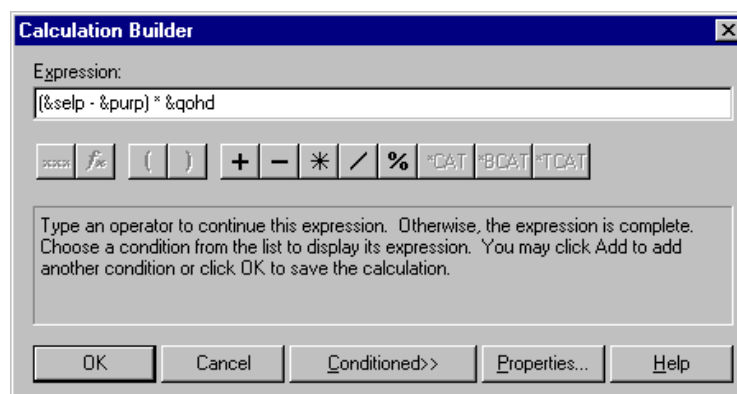 Calculation Builder
Expression:
(&selp - &purp) * &qohd
xxxx fx ( ) + - * / % *CAT *BCAT *TCAT
Type an operator to continue this expression. Otherwise, the expression is complete.
Choose a condition from the list to display its expression. You may click Add to add
another condition or click OK to save the calculation.
OK Cancel Conditioned>> Properties... Help